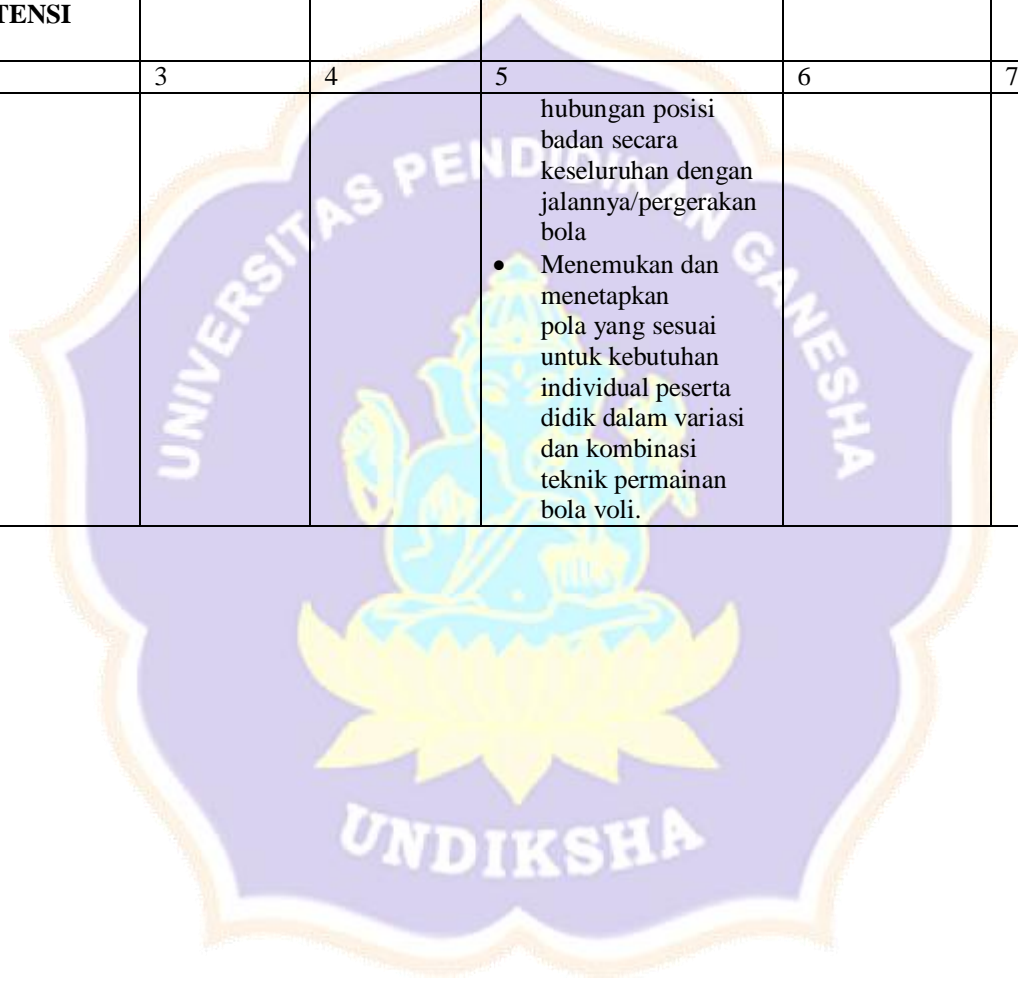 TENSI
3 4 5 6 7
hubungan posisi
badan secara
keseluruhan dengan
jalannya/pergerakan
bola
• Menemukan dan
menetapkan
pola yang sesuai
untuk kebutuhan
individual peserta
didik dalam variasi
dan kombinasi
teknik permainan
bola voli.
UNIVERSITAS PENDIDIKAN GANESHA
UNDIKSHA